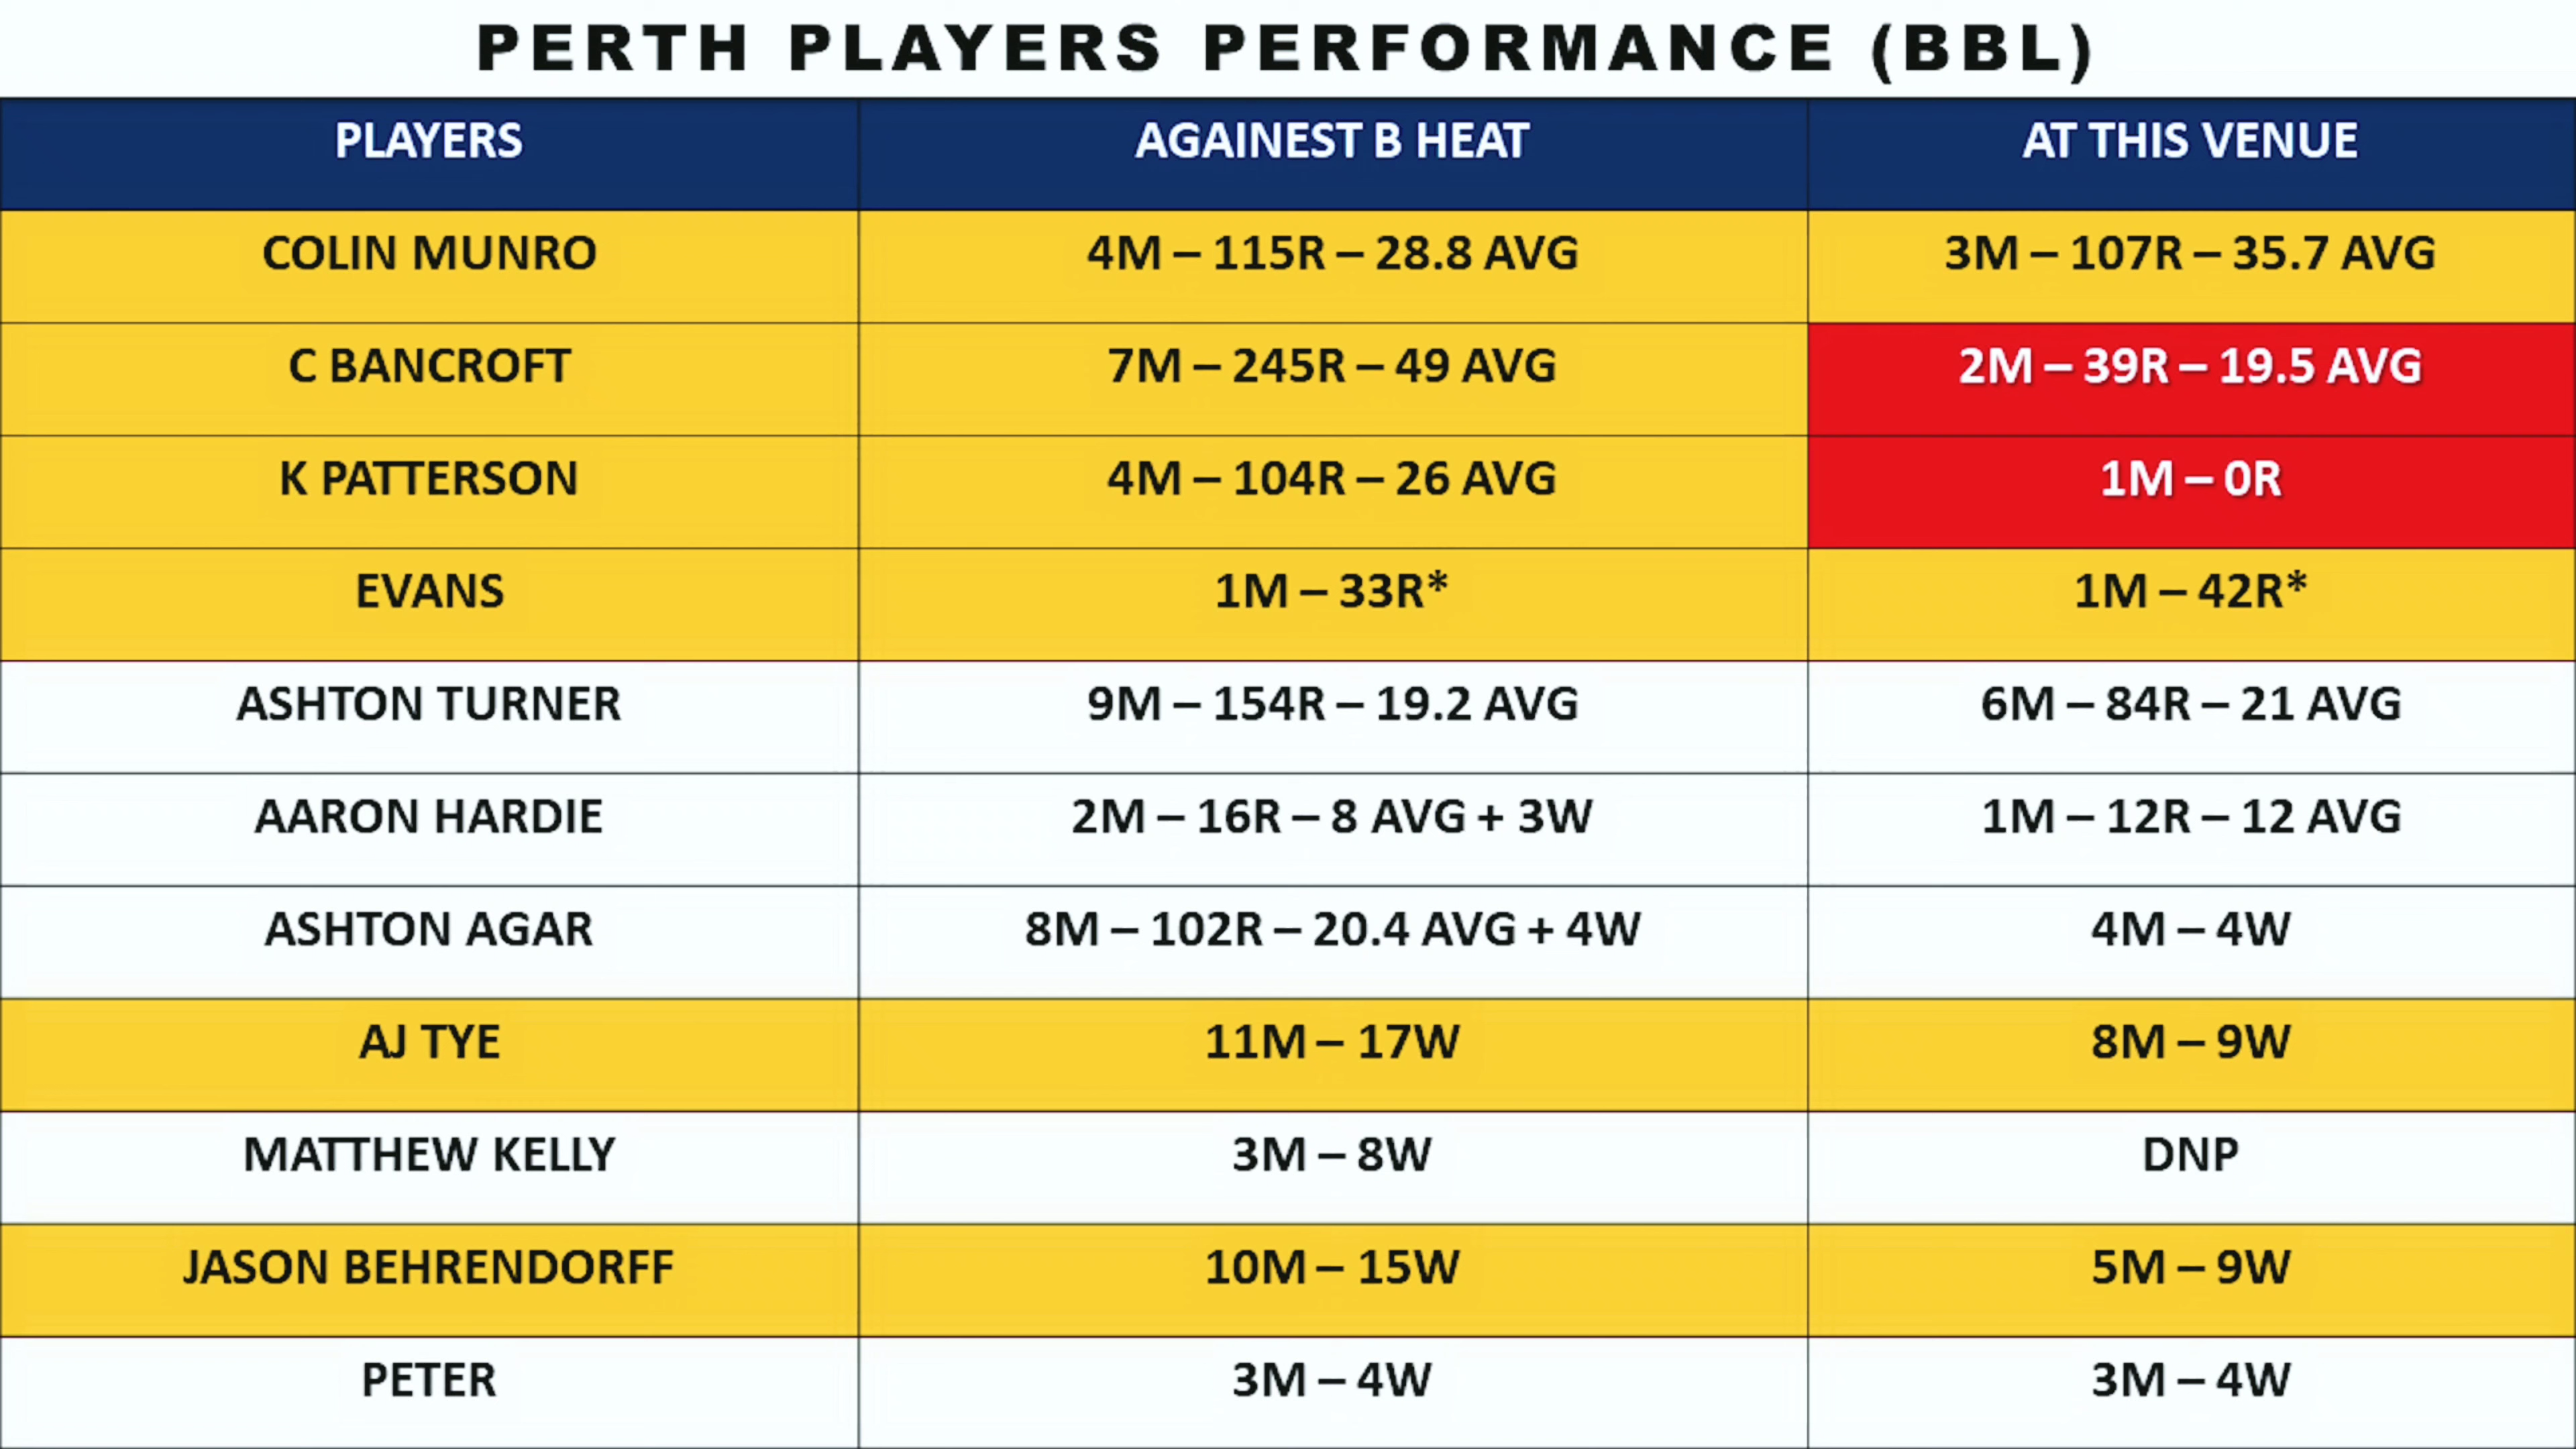 PERTH PLAYERS PERFORMANCE (BBL)
PLAYERS AGAINEST B HEAT AT THIS VENUE
COLIN MUNRO 4M – 115R – 28.8 AVG 3M – 107R – 35.7 AVG
C BANCROFT 7M – 245R – 49 AVG 2M – 39R – 19.5 AVG
K PATTERSON 4M – 104R – 26 AVG 1M – 0R
EVANS 1M – 33R* 1M – 42R*
ASHTON TURNER 9M – 154R – 19.2 AVG 6M – 84R – 21 AVG
AARON HARDIE 2M – 16R – 8 AVG + 3W 1M – 12R – 12 AVG
ASHTON AGAR 8M – 102R – 20.4 AVG + 4W 4M – 4W
AJ TYE 11M – 17W 8M – 9W
MATTHEW KELLY 3M – 8W DNP
JASON BEHRENDORFF 10M – 15W 5M – 9W
PETER 3M – 4W 3M – 4W